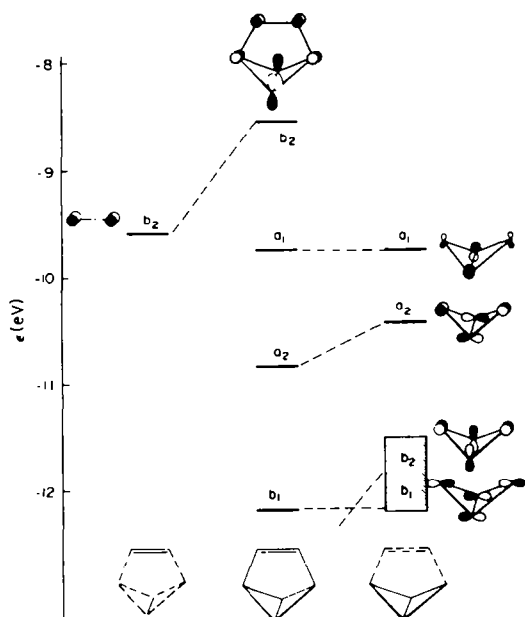 -8
b₂
-9
b₂
a₁ a₁
-10
ϵ (eV)
a₂
a₂
-11
b₂
b₁ b₁
-12